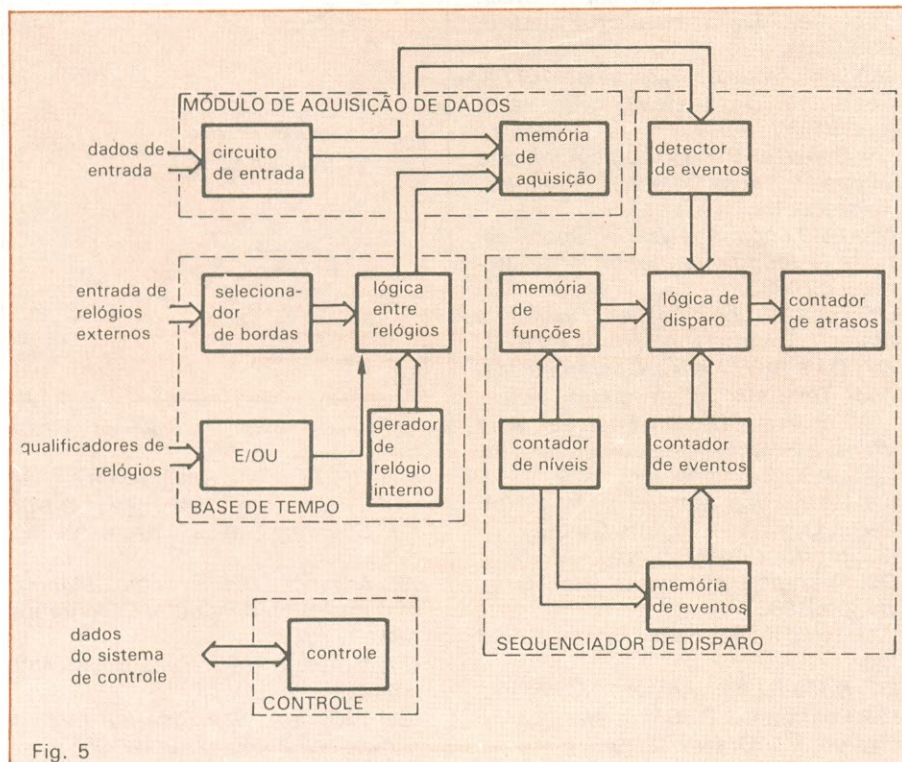 MÓDULO DE AQUISIÇÃO DE DADOS
dados de
entrada
circuito
de entrada
memória
de
aquisição
detector
de eventos
entrada de
relógios
externos
seleciona-
dor
de bordas
lógica
entre
relógios
memória
de
funções
lógica de
disparo
contador
de atrasos
qualificadores de
relógios
E/OU
gerador
de
relógio
interno
contador
de níveis
contador
de eventos
BASE DE TEMPO
memória
de eventos
SEQUENCIADOR DE DISPARO
dados
do sistema
de controle
controle
CONTROLE
Fig. 5